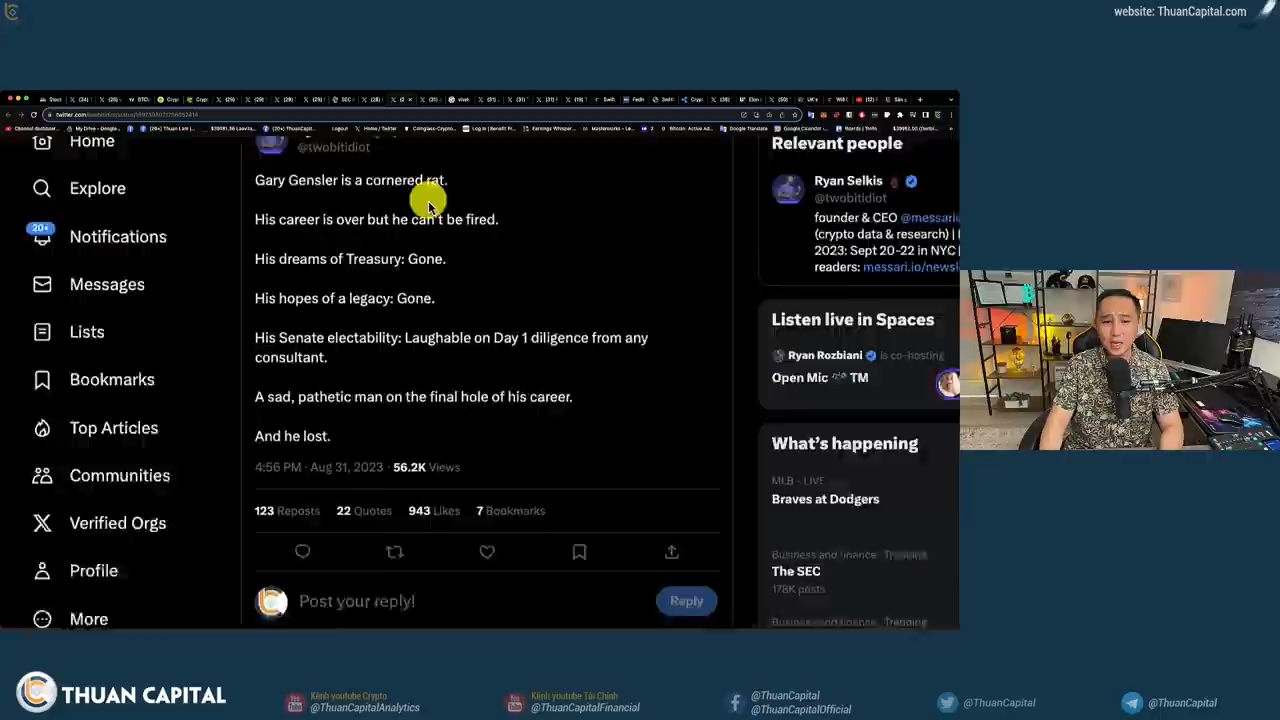 website: ThuanCapital.com
twitter.com/twobitidiot/status/
Home
Explore
20+
Notifications
Messages
Lists
Bookmarks
Top Articles
Communities
Verified Orgs
Profile
More
@twobitidiot
Gary Gensler is a cornered rat.
His career is over but he can't be fired.
His dreams of Treasury: Gone.
His hopes of a legacy: Gone.
His Senate electability: Laughable on Day 1 diligence from any
consultant.
A sad, pathetic man on the final hole of his career.
And he lost.
4:56 PM · Aug 31, 2023 · 56.2K Views
123 Reposts 22 Quotes 943 Likes 7 Bookmarks
Post your reply!
Reply
Relevant people
Ryan Selkis
@twobitidiot
founder & CEO @messari
(crypto data & research) |
2023: Sept 20-22 in NYC
readers: messari.io/newsl
Listen live in Spaces
Ryan Rozbiani is co-hosting
Open Mic TM
What's happening
MLB · LIVE
Braves at Dodgers
Business and finance · Trending
The SEC
178K posts
Business and finance · Trending
THUAN CAPITAL
Kênh youtube Crypto
@ThuanCapitalAnalytics
Kênh youtube Tài Chính
@ThuanCapitalFinancial
@ThuanCapital
@ThuanCapitalOfficial
@ThuanCapital
@ThuanCapital